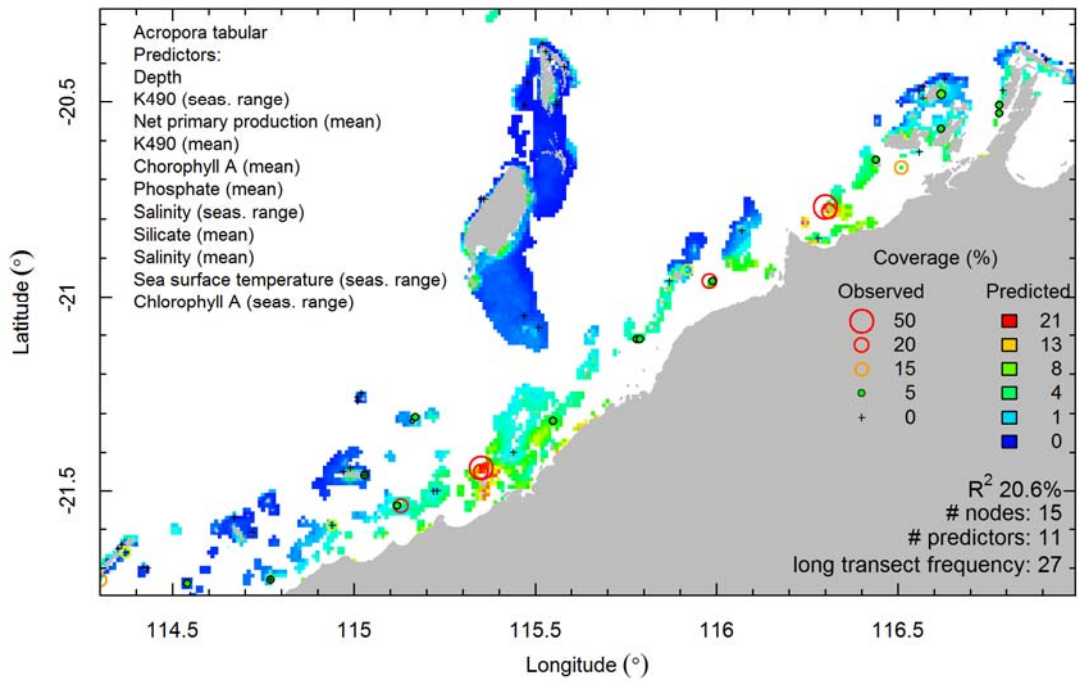 Acropora tabular
Predictors:
Depth
K490 (seas. range)
Net primary production (mean)
K490 (mean)
Chorophyll A (mean)
Phosphate (mean)
Salinity (seas. range)
Silicate (mean)
Salinity (mean)
Sea surface temperature (seas. range)
Chlorophyll A (seas. range)
-20.5
-21
-21.5
Latitude (°)
Coverage (%)
Observed Predicted
50 21
20 13
15 8
5 4
0 1
0
R² 20.6%
# nodes: 15
# predictors: 11
long transect frequency: 27
114.5 115 115.5 116 116.5
Longitude (°)